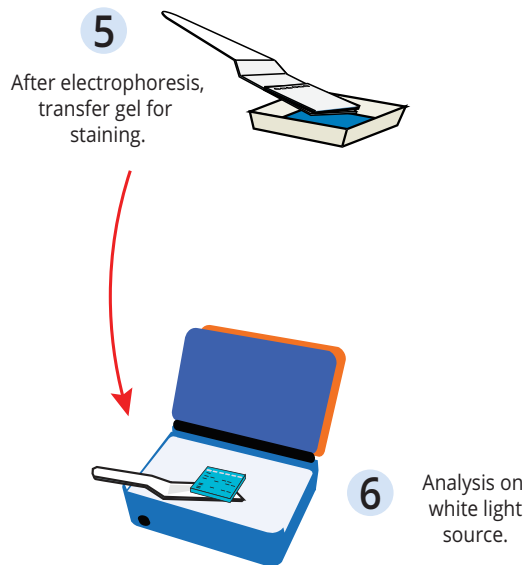 5
After electrophoresis,
transfer gel for
staining.
6
Analysis on
white light
source.